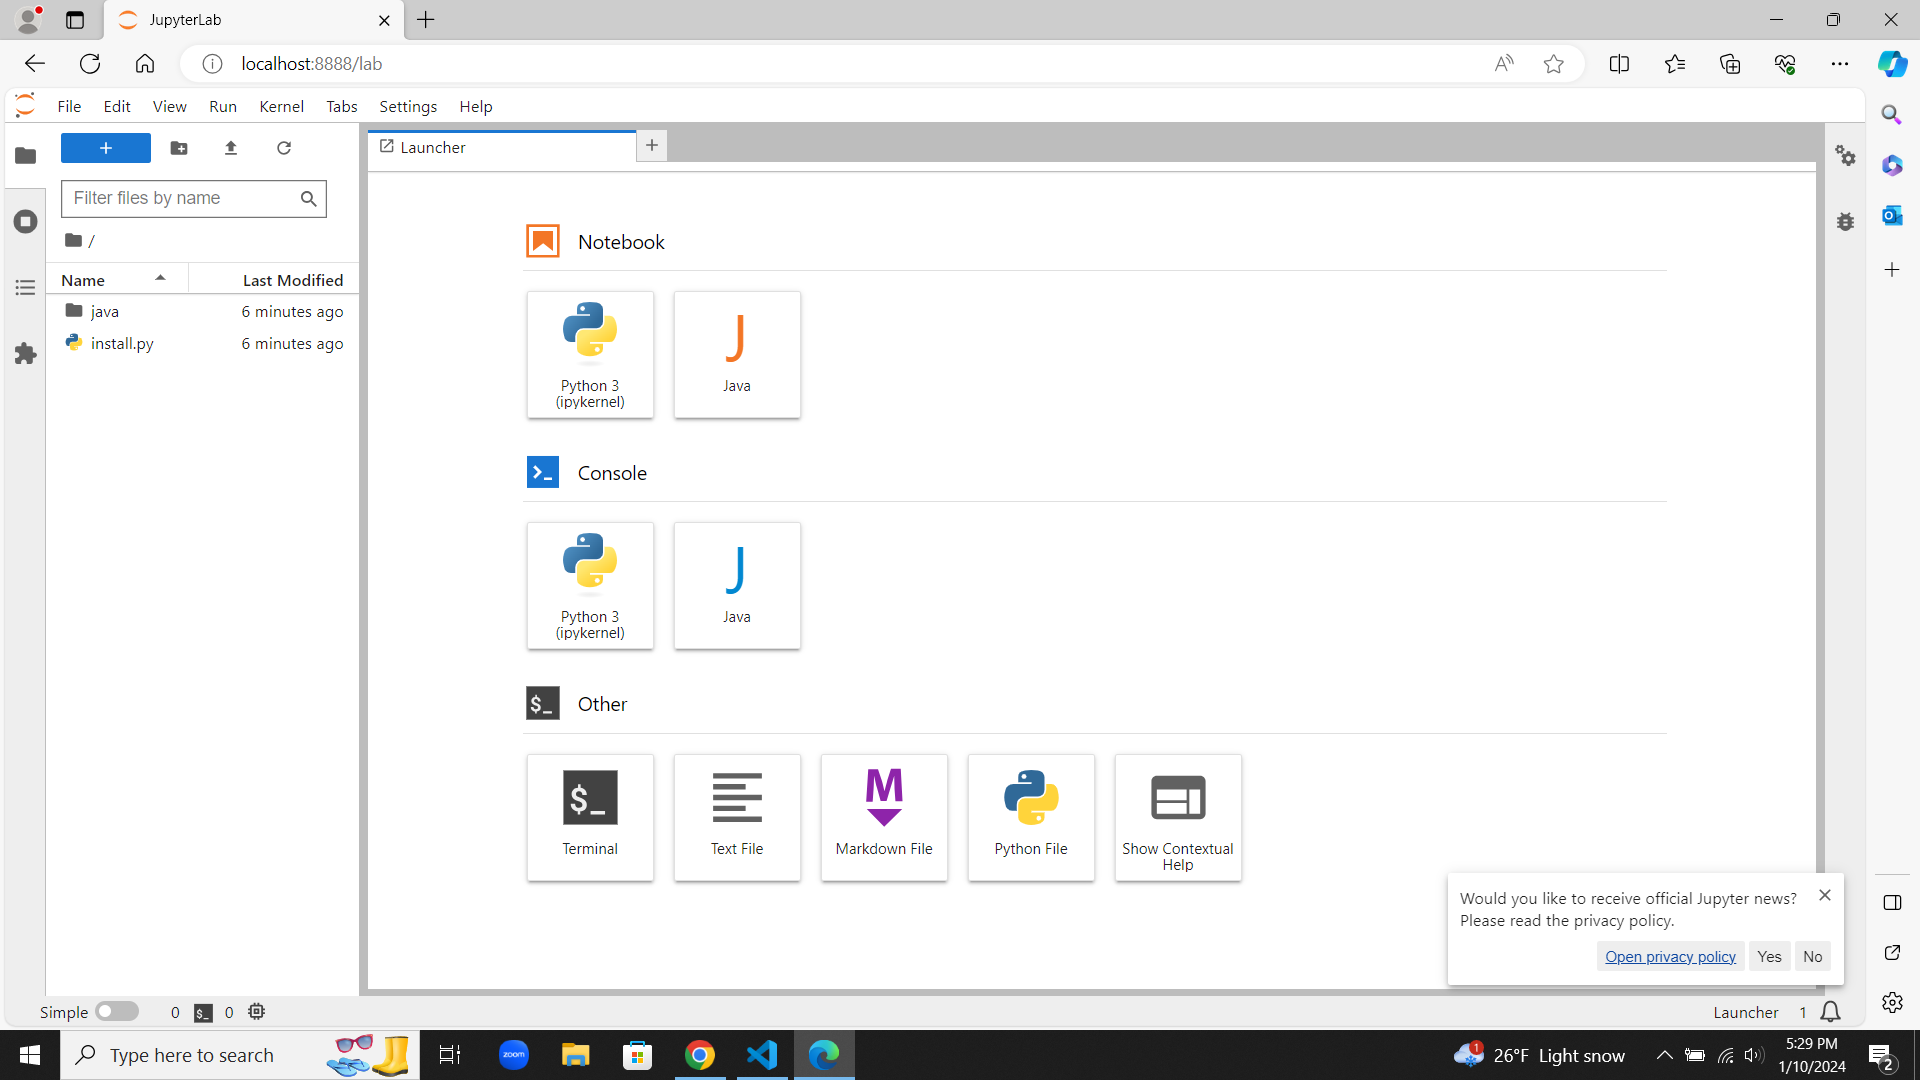 JupyterLab
localhost:8888/lab
File Edit View Run Kernel Tabs Settings Help
Launcher
Filter files by name
/
Name Last Modified
java 6 minutes ago
install.py 6 minutes ago
Notebook
Python 3
(ipykernel)
Java
Console
Python 3
(ipykernel)
Java
Other
Terminal
Text File
Markdown File
Python File
Show Contextual
Help
Would you like to receive official Jupyter news?
Please read the privacy policy.
Open privacy policy Yes No
Simple 0 $_ 0 Launcher 1
Type here to search
zoom
1
26°F Light snow
5:29 PM
1/10/2024
2